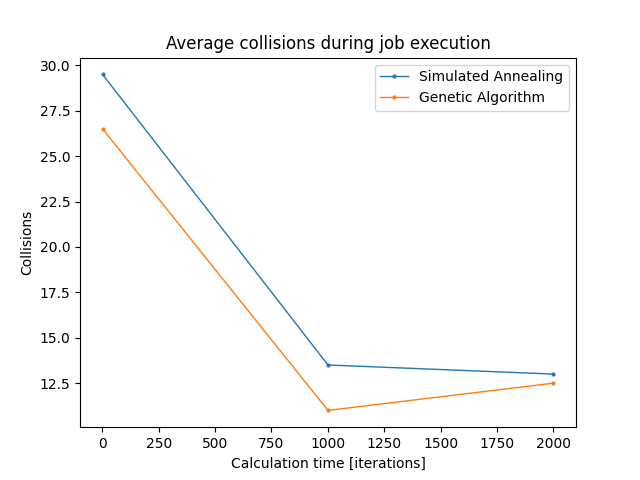 Average collisions during job execution
30.0
27.5
25.0
22.5
20.0
17.5
15.0
12.5
Collisions
Simulated Annealing
Genetic Algorithm
0 250 500 750 1000 1250 1500 1750 2000
Calculation time [iterations]